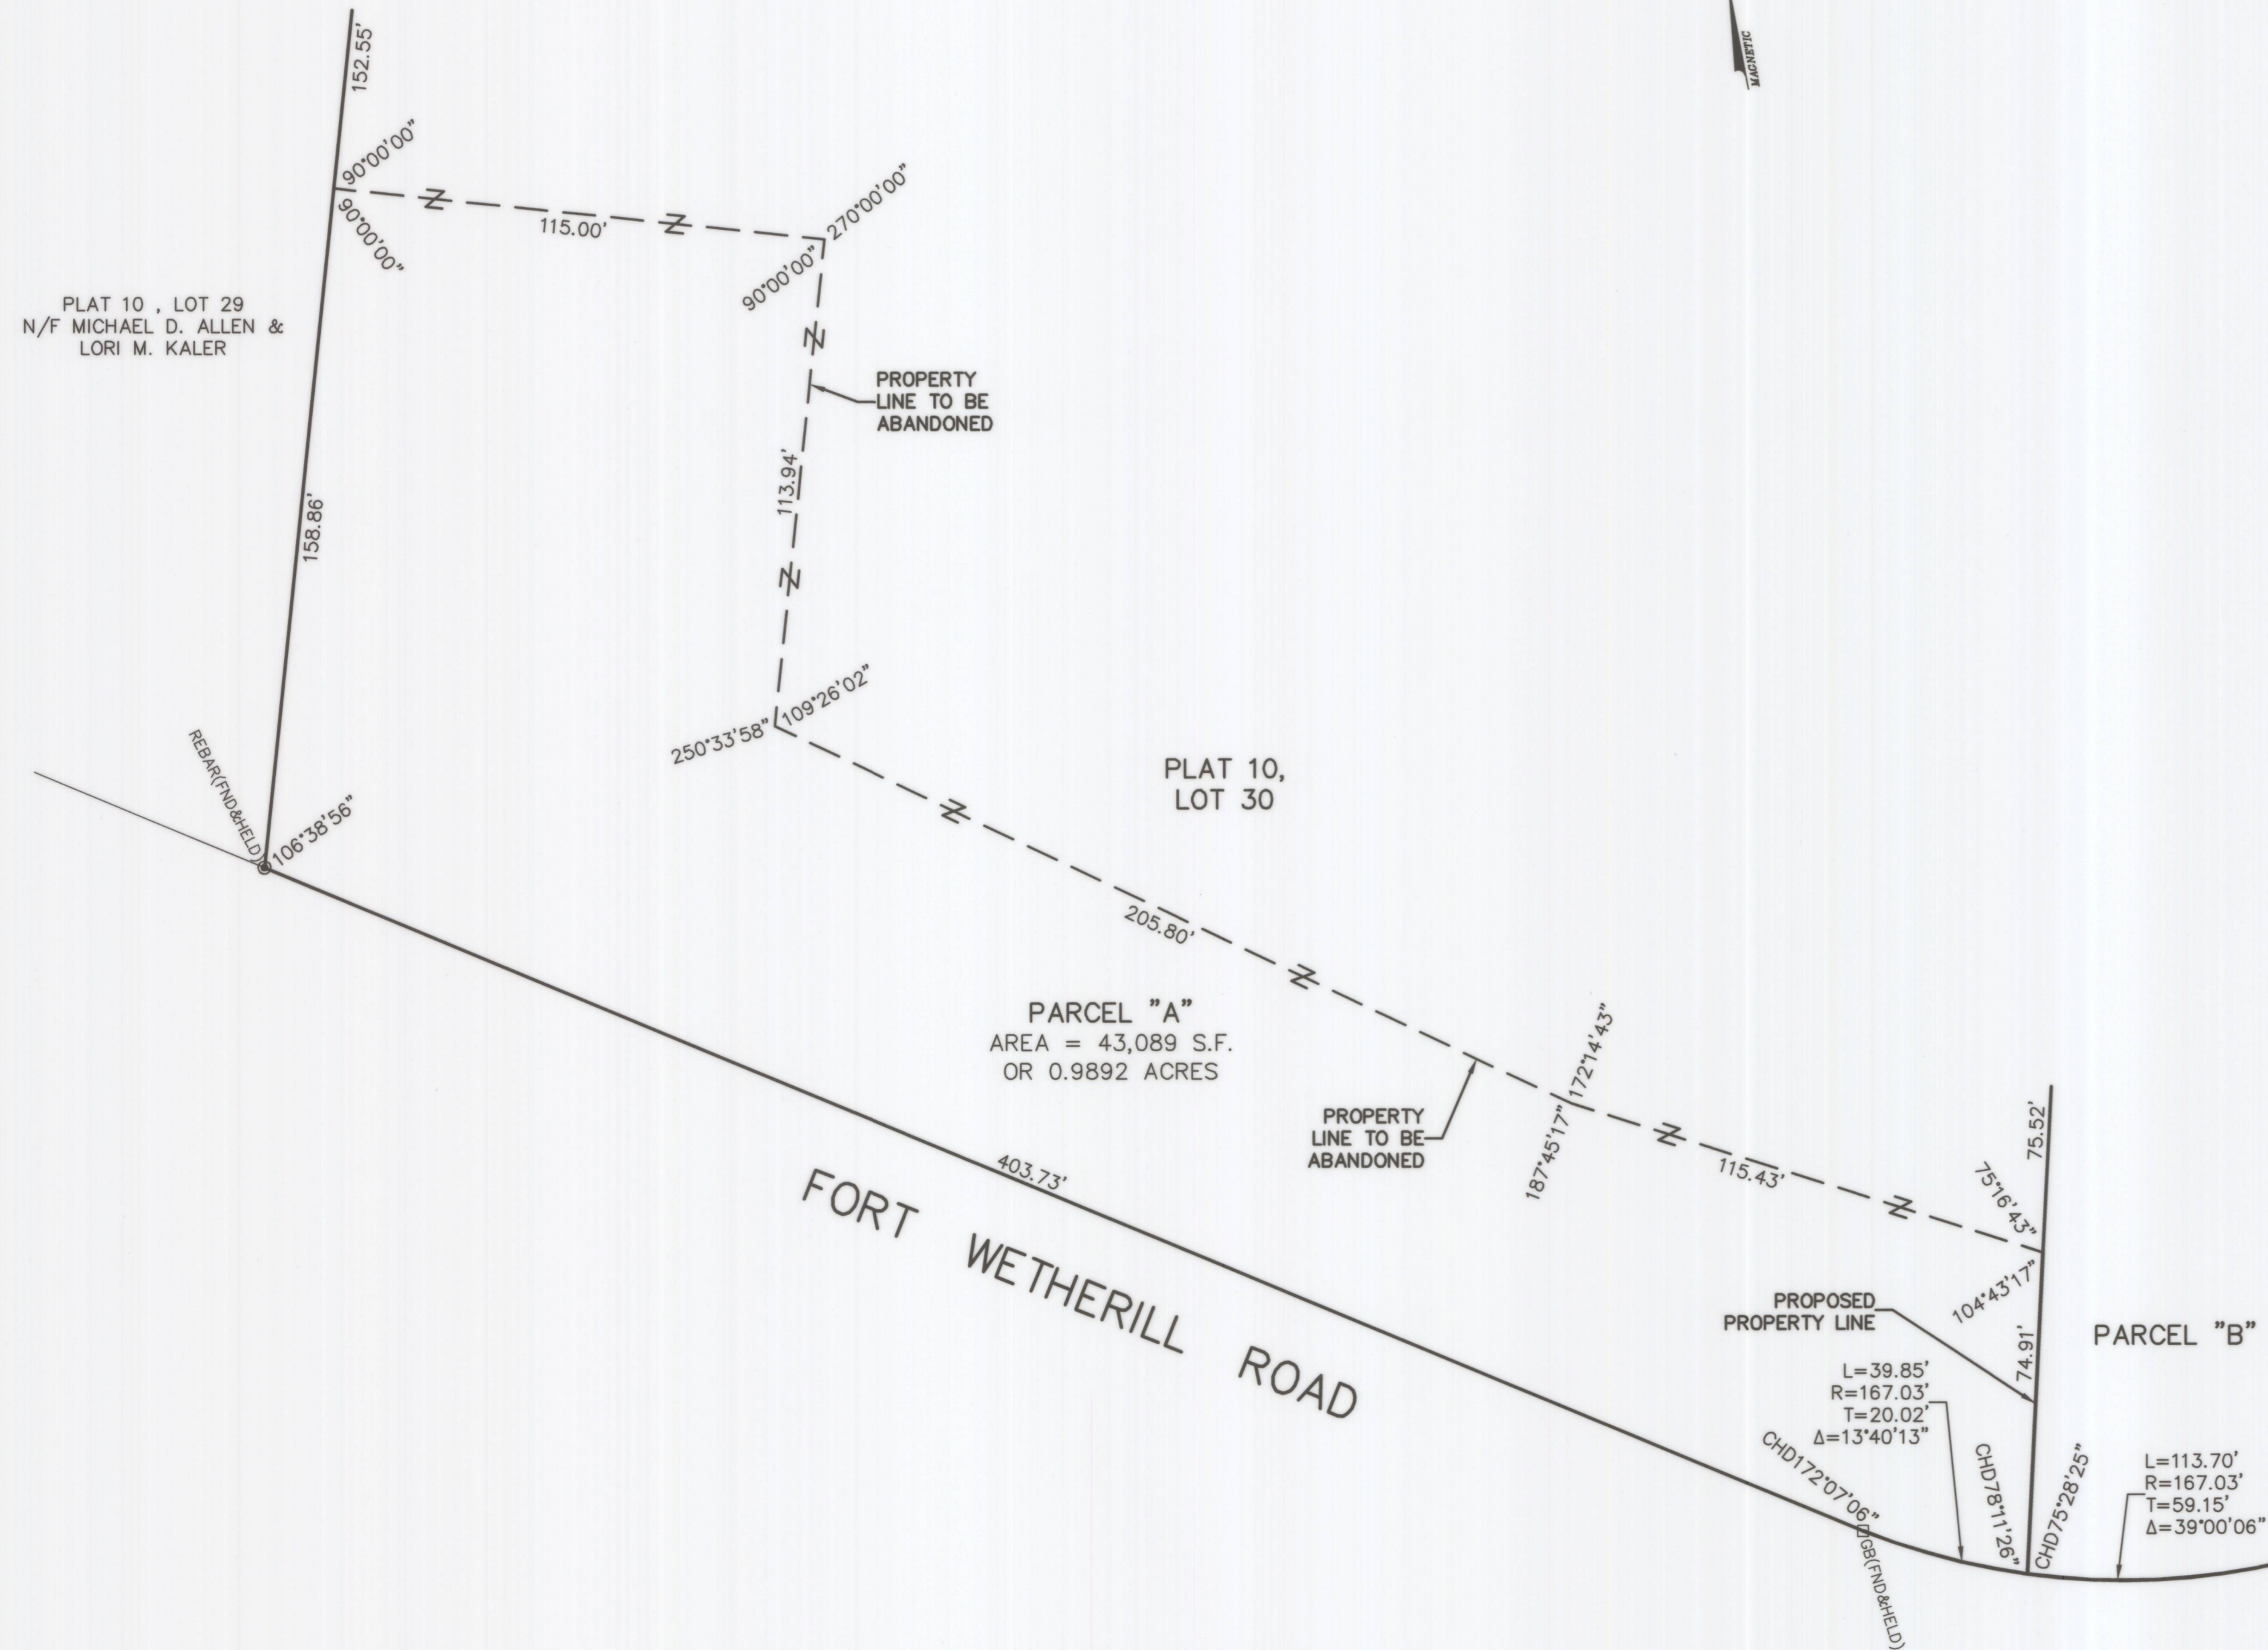 152.55'
MAGNETIC
90°00'00"
90°00'00"
115.00'
270°00'00"
90°00'00"
PLAT 10 , LOT 29
N/F MICHAEL D. ALLEN &
LORI M. KALER
PROPERTY
LINE TO BE
ABANDONED
113.94'
158.86'
109°26'02"
250°33'58"
REBAR(FND&HELD)
106°38'56"
PLAT 10,
LOT 30
205.80'
PARCEL "A"
AREA = 43,089 S.F.
OR 0.9892 ACRES
172°14'43"
187°45'17"
PROPERTY
LINE TO BE
ABANDONED
115.43'
75.52'
75°16'43"
104°43'17"
403.73'
FORT WETHERILL ROAD
PROPOSED
PROPERTY LINE
74.91'
PARCEL "B"
L=39.85'
R=167.03'
T=20.02'
Δ=13°40'13"
CHD172°07'06"
CHD78°11'26"
CHD75°28'25"
L=113.70'
R=167.03'
T=59.15'
Δ=39°00'06"
GB(FND&HELD)